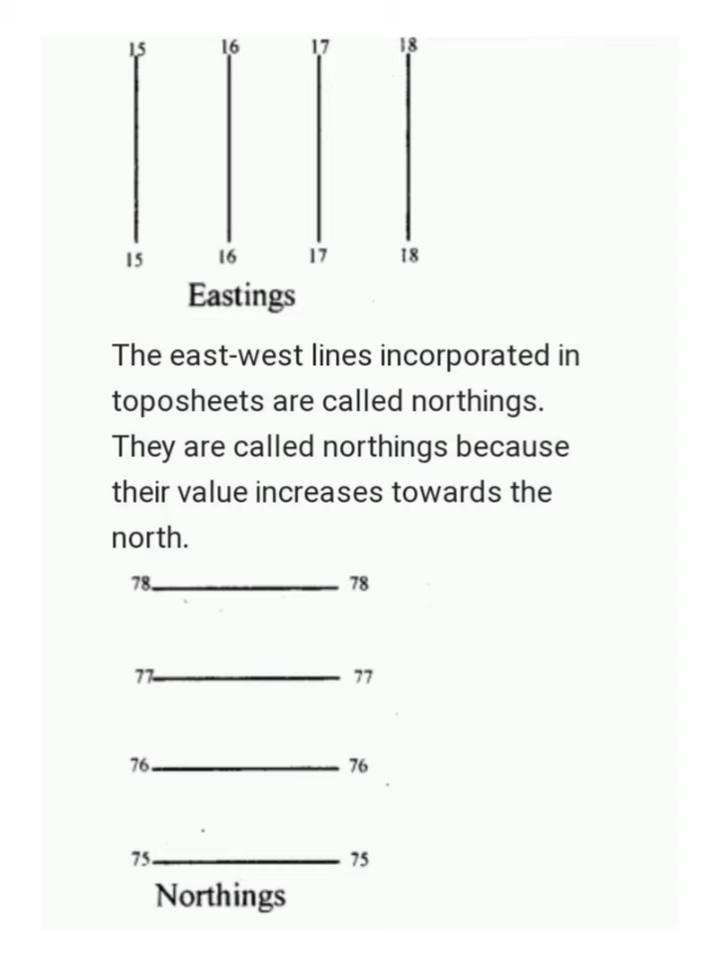 15 16 17 18
15 16 17 18
Eastings
The east-west lines incorporated in
toposheets are called northings.
They are called northings because
their value increases towards the
north.
78 78
77 77
76 76
75 75
Northings